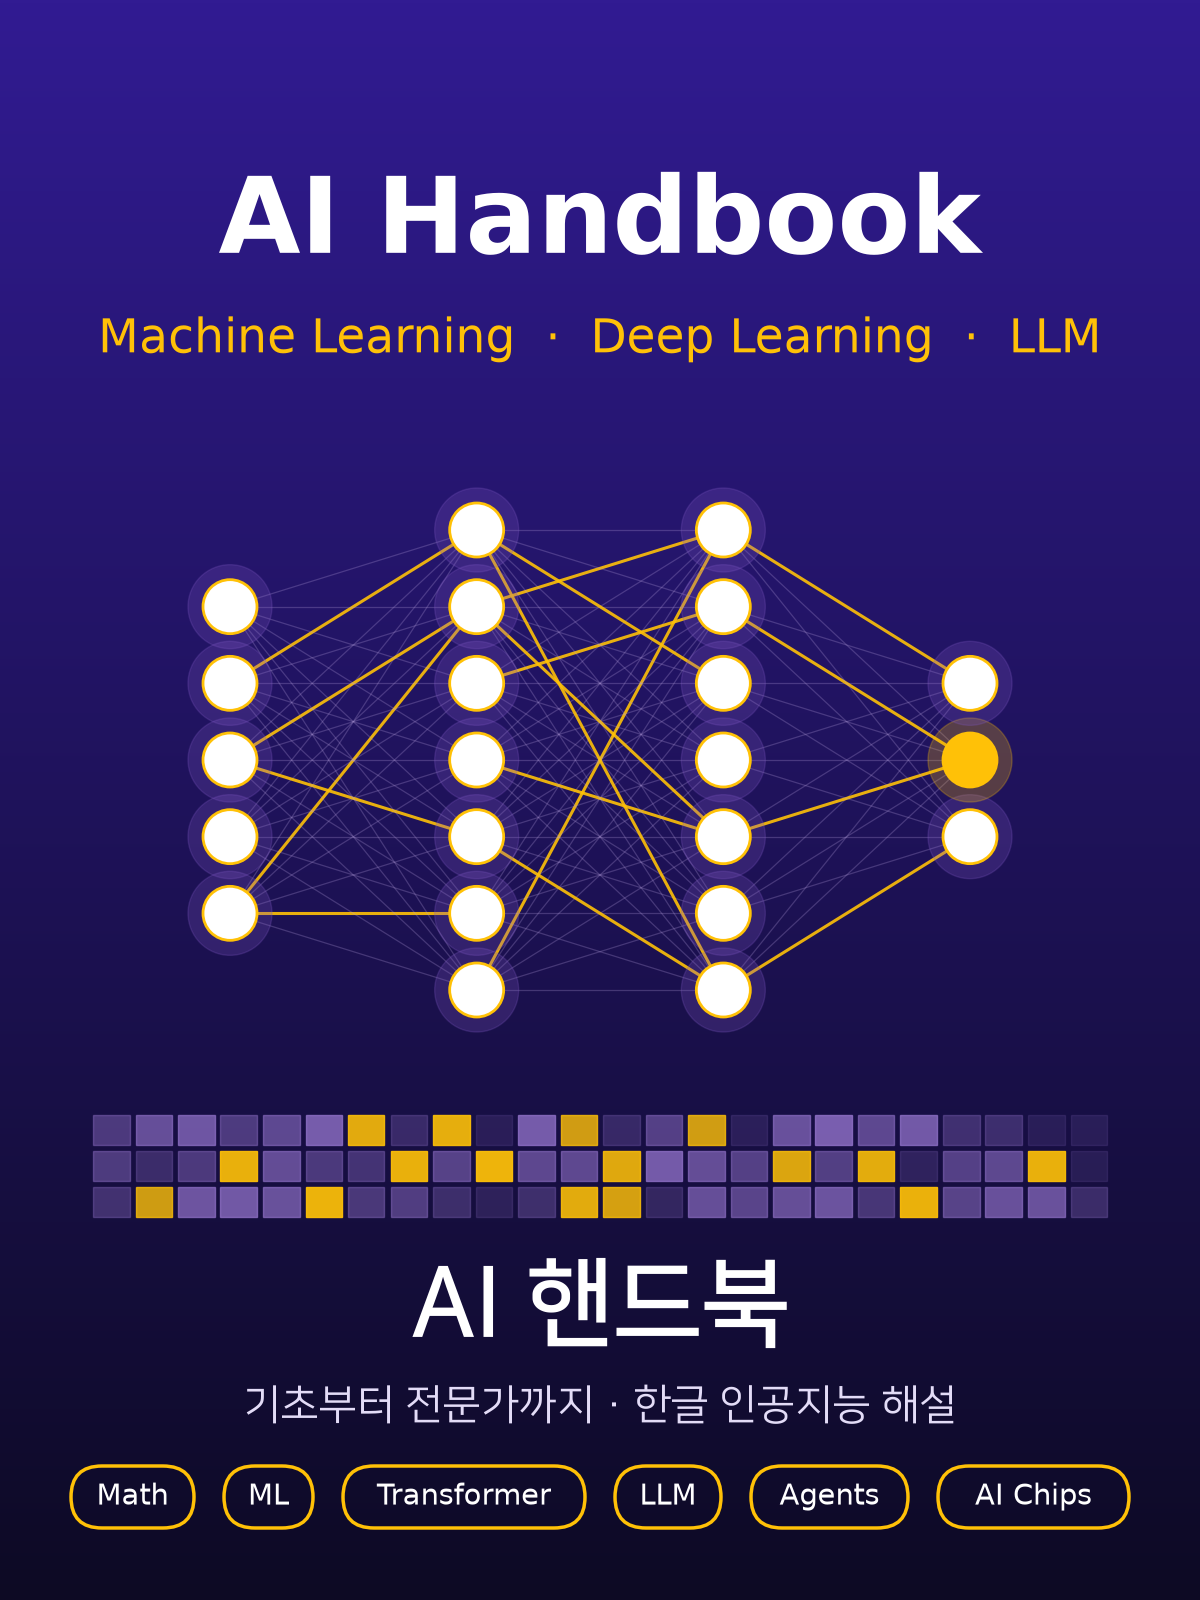 AI Handbook
Machine Learning · Deep Learning · LLM
AI 핸드북
기초부터 전문가까지 · 한글 인공지능 해설
Math ML Transformer LLM Agents AI Chips